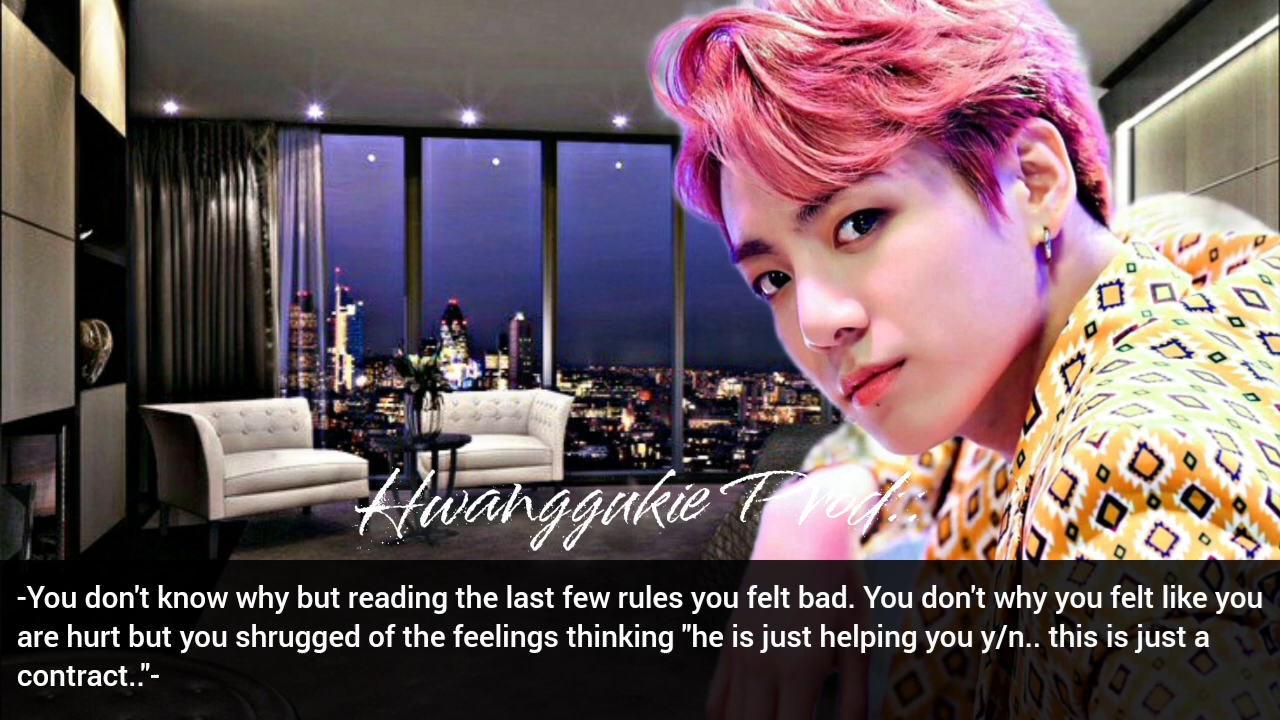 Hwanggukie Prod::
-You don't know why but reading the last few rules you felt bad. You don't why you felt like you
are hurt but you shrugged of the feelings thinking "he is just helping you y/n.. this is just a
contract.."-